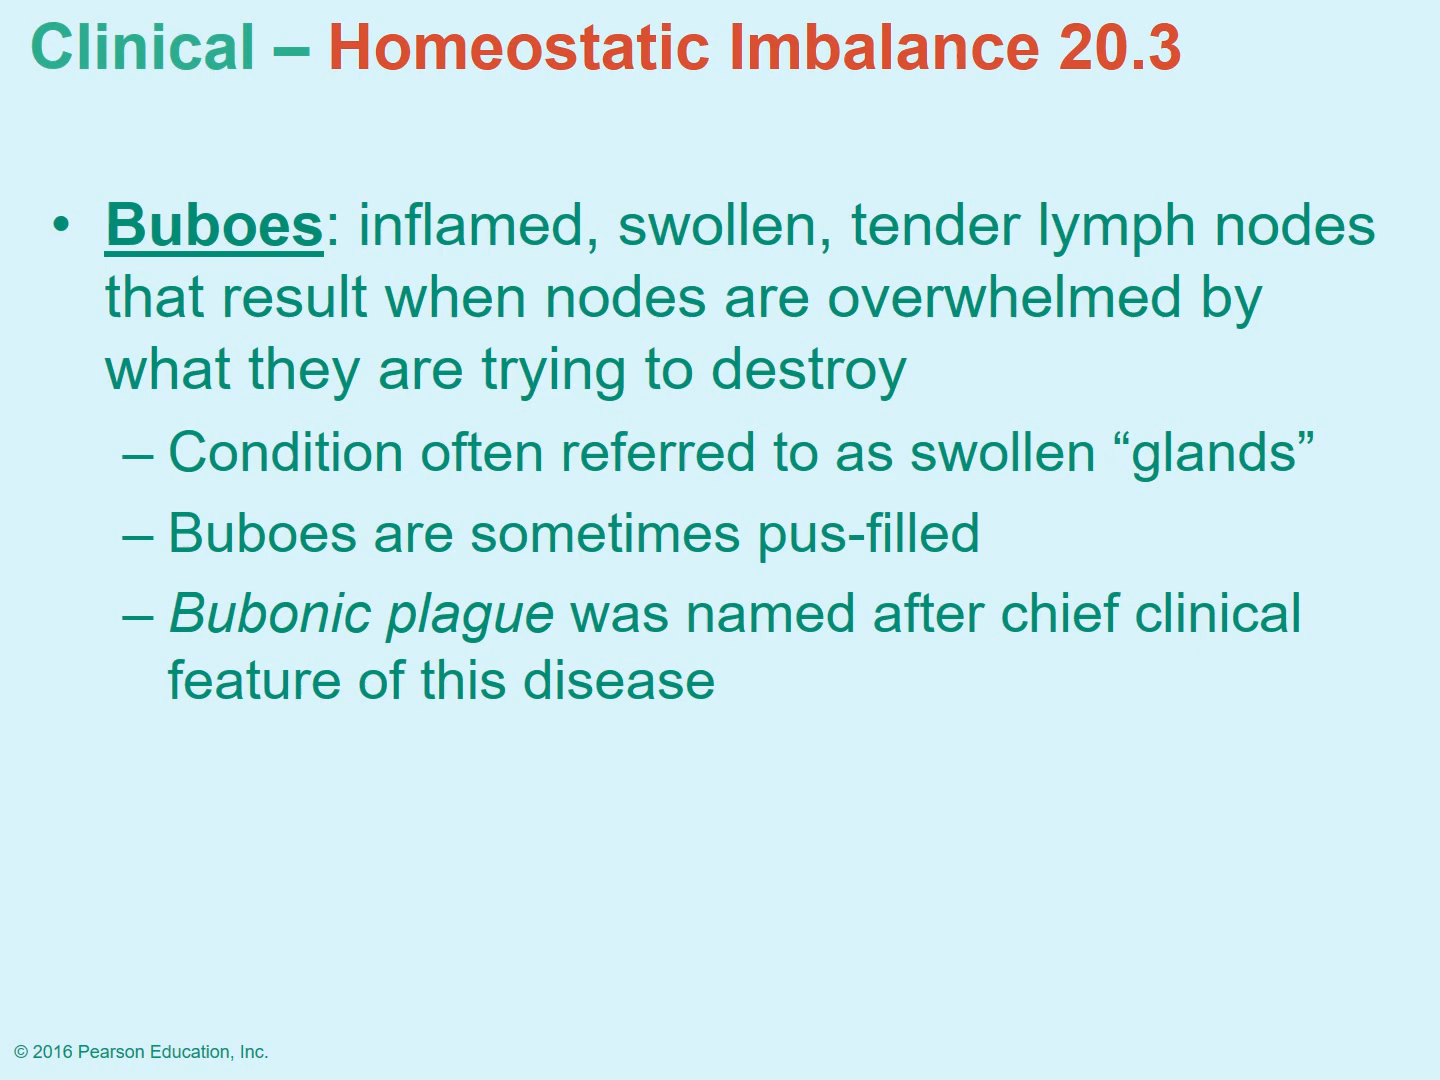 Clinical – Homeostatic Imbalance 20.3
• Buboes: inflamed, swollen, tender lymph nodes
that result when nodes are overwhelmed by
what they are trying to destroy
– Condition often referred to as swollen “glands”
– Buboes are sometimes pus-filled
– Bubonic plague was named after chief clinical
feature of this disease
© 2016 Pearson Education, Inc.